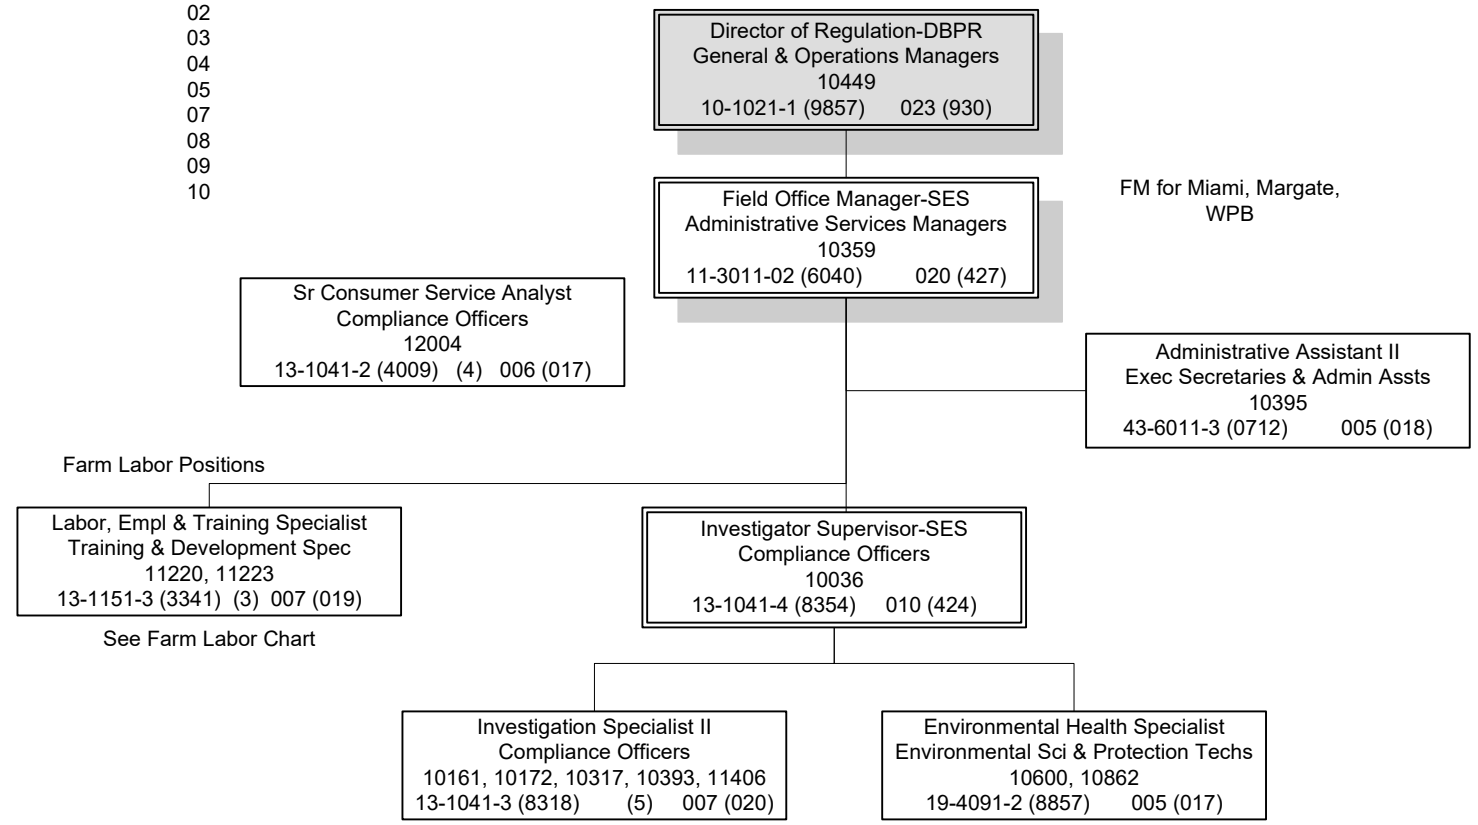 02
03
04
05
07
08
09
10
Director of Regulation-DBPR
General & Operations Managers
10449
10-1021-1 (9857) 023 (930)
Field Office Manager-SES
Administrative Services Managers
10359
11-3011-02 (6040) 020 (427)
FM for Miami, Margate,
WPB
Sr Consumer Service Analyst
Compliance Officers
12004
13-1041-2 (4009) (4) 006 (017)
Administrative Assistant II
Exec Secretaries & Admin Assts
10395
43-6011-3 (0712) 005 (018)
Farm Labor Positions
Labor, Empl & Training Specialist
Training & Development Spec
11220, 11223
13-1151-3 (3341) (3) 007 (019)
See Farm Labor Chart
Investigator Supervisor-SES
Compliance Officers
10036
13-1041-4 (8354) 010 (424)
Investigation Specialist II
Compliance Officers
10161, 10172, 10317, 10393, 11406
13-1041-3 (8318) (5) 007 (020)
Environmental Health Specialist
Environmental Sci & Protection Techs
10600, 10862
19-4091-2 (8857) 005 (017)